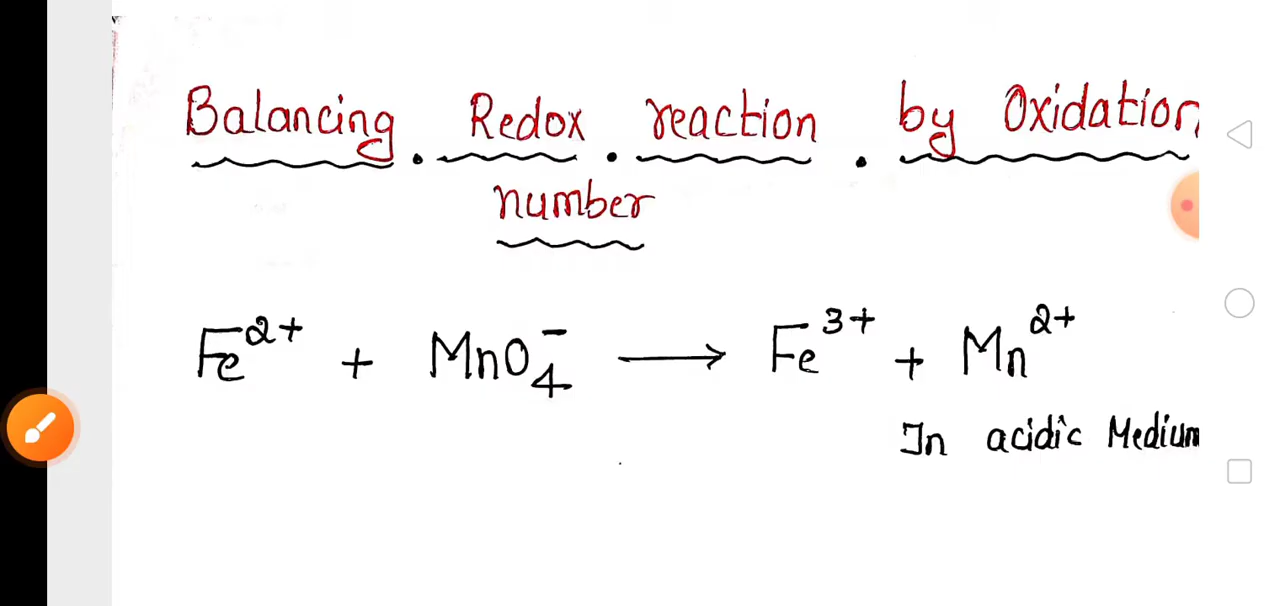 Balancing Redox reaction by Oxidation
number
Fe²⁺ + MnO₄⁻ ⟶ Fe³⁺ + Mn²⁺
In acidic Medium